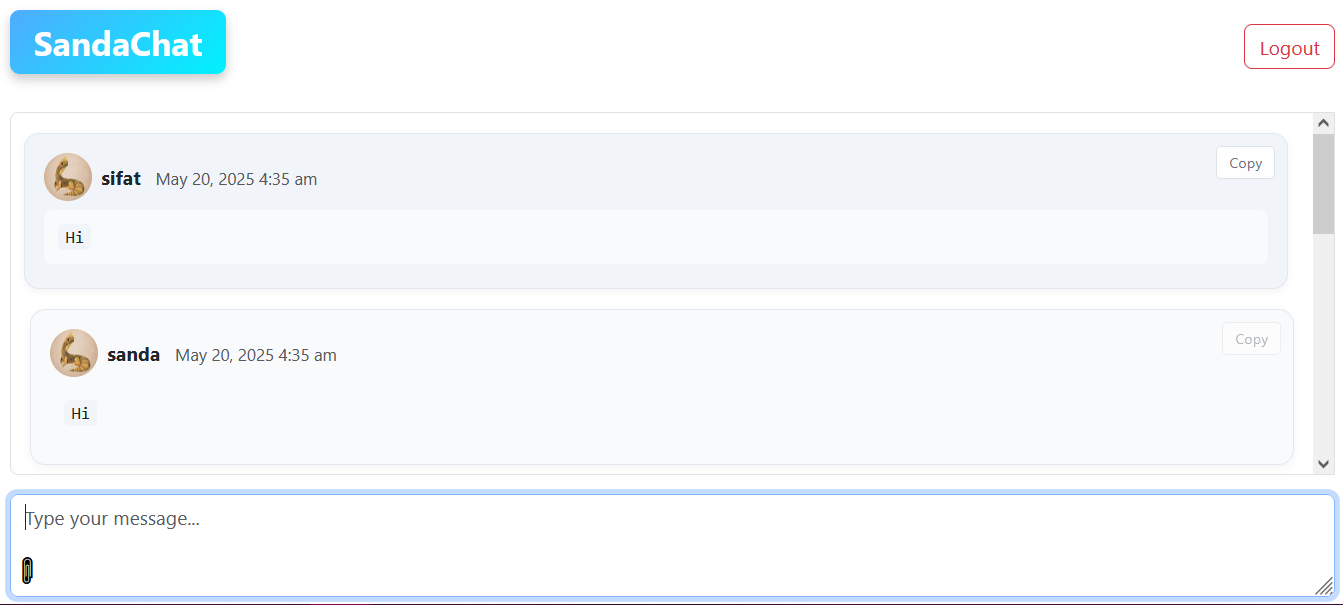 SandaChat
Logout
sifat May 20, 2025 4:35 am
Copy
Hi
sanda May 20, 2025 4:35 am
Copy
Hi
Type your message...